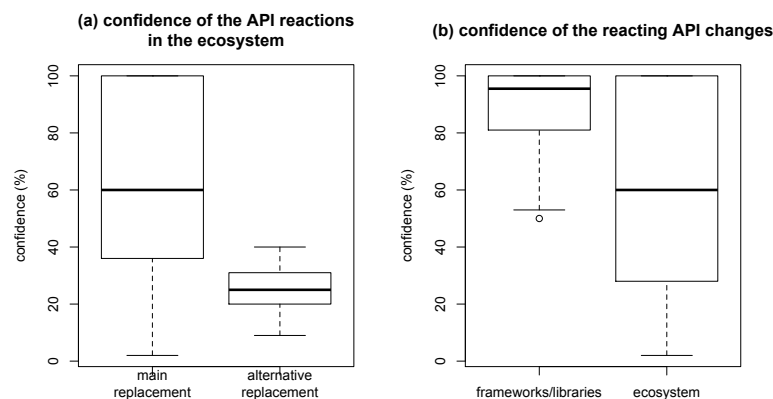 (a) confidence of the API reactions
in the ecosystem
confidence (%)
100
80
60
40
20
0
main
replacement
alternative
replacement
(b) confidence of the reacting API changes
confidence (%)
100
80
60
40
20
0
frameworks/libraries
ecosystem